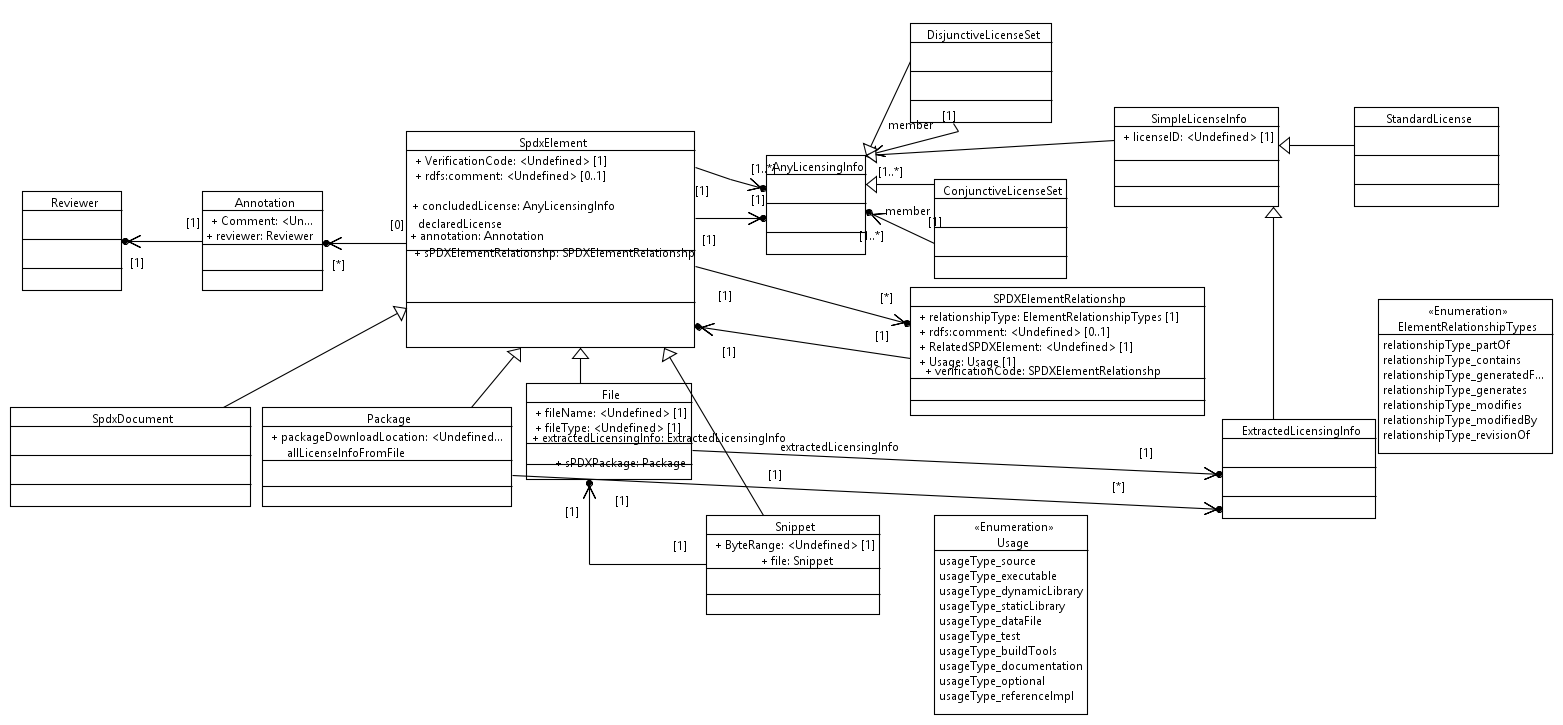 DisjunctiveLicenseSet
[1]
member
SimpleLicenseInfo
+ licenseID: <Undefined> [1]
StandardLicense
SpdxElement
+ VerificationCode: <Undefined> [1]
+ rdfs:comment: <Undefined> [0..1]
+ concludedLicense: AnyLicensingInfo
declaredLicense
+ annotation: Annotation
+ sPDXElementRelationshp: SPDXElementRelationshp
[1..*]
AnyLicensingInfo
[1..*]
[1]
[1]
[1]
ConjunctiveLicenseSet
member
[1]
[1..*]
Reviewer
Annotation
+ Comment: <Un...
+ reviewer: Reviewer
[1]
[1]
[0]
[*]
[1]
[*]
[1]
[1]
SPDXElementRelationshp
+ relationshipType: ElementRelationshipTypes [1]
+ rdfs:comment: <Undefined> [0..1]
+ RelatedSPDXElement: <Undefined> [1]
+ Usage: Usage [1]
+ verificationCode: SPDXElementRelationshp
«Enumeration»
ElementRelationshipTypes
relationshipType_partOf
relationshipType_contains
relationshipType_generatedF...
relationshipType_generates
relationshipType_modifies
relationshipType_modifiedBy
relationshipType_revisionOf
SpdxDocument
Package
+ packageDownloadLocation: <Undefined...
allLicenseInfoFromFile
File
+ fileName: <Undefined> [1]
+ fileType: <Undefined> [1]
+ extractedLicensingInfo: ExtractedLicensingInfo
+ sPDXPackage: Package
extractedLicensingInfo
[1]
[1]
[*]
ExtractedLicensingInfo
[1]
[1]
[1]
Snippet
+ ByteRange: <Undefined> [1]
+ file: Snippet
«Enumeration»
Usage
usageType_source
usageType_executable
usageType_dynamicLibrary
usageType_staticLibrary
usageType_dataFile
usageType_test
usageType_buildTools
usageType_documentation
usageType_optional
usageType_referenceImpl